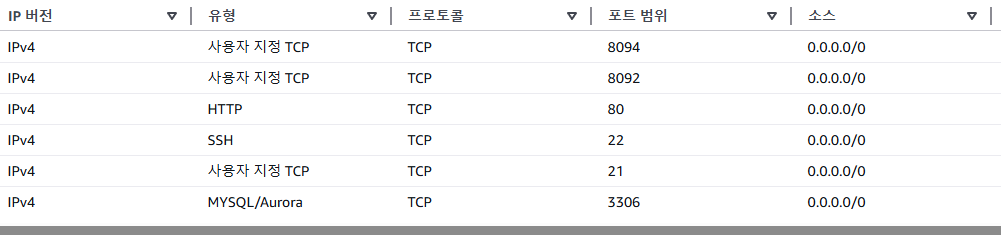 IP 버전 유형 프로토콜 포트 범위 소스
IPv4 사용자 지정 TCP TCP 8094 0.0.0.0/0
IPv4 사용자 지정 TCP TCP 8092 0.0.0.0/0
IPv4 HTTP TCP 80 0.0.0.0/0
IPv4 SSH TCP 22 0.0.0.0/0
IPv4 사용자 지정 TCP TCP 21 0.0.0.0/0
IPv4 MYSQL/Aurora TCP 3306 0.0.0.0/0